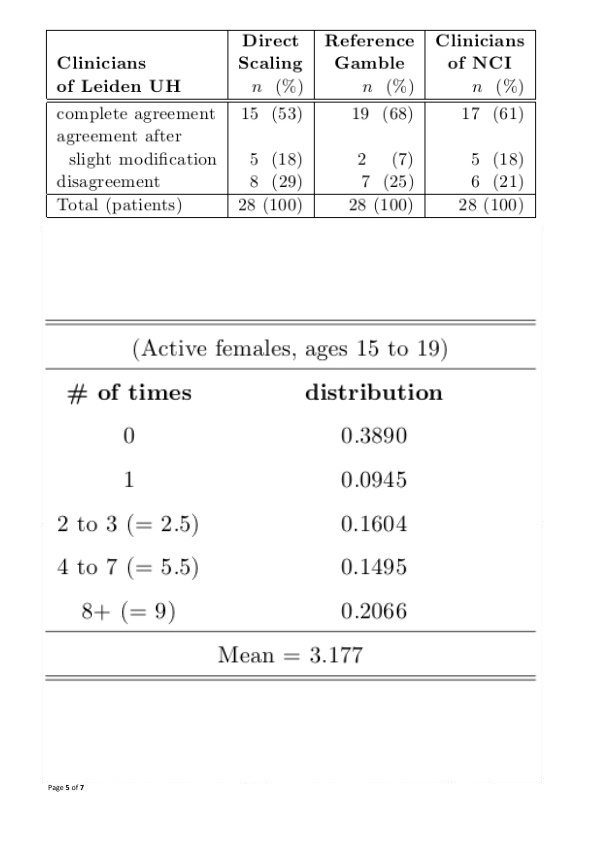 Direct Reference Clinicians
Clinicians Scaling Gamble of NCI
of Leiden UH n (%) n (%) n (%)
complete agreement 15 (53) 19 (68) 17 (61)
agreement after
slight modification 5 (18) 2 (7) 5 (18)
disagreement 8 (29) 7 (25) 6 (21)
Total (patients) 28 (100) 28 (100) 28 (100)
(Active females, ages 15 to 19)
# of times distribution
0 0.3890
1 0.0945
2 to 3 (= 2.5) 0.1604
4 to 7 (= 5.5) 0.1495
8+ (= 9) 0.2066
Mean = 3.177
Page 5 of 7